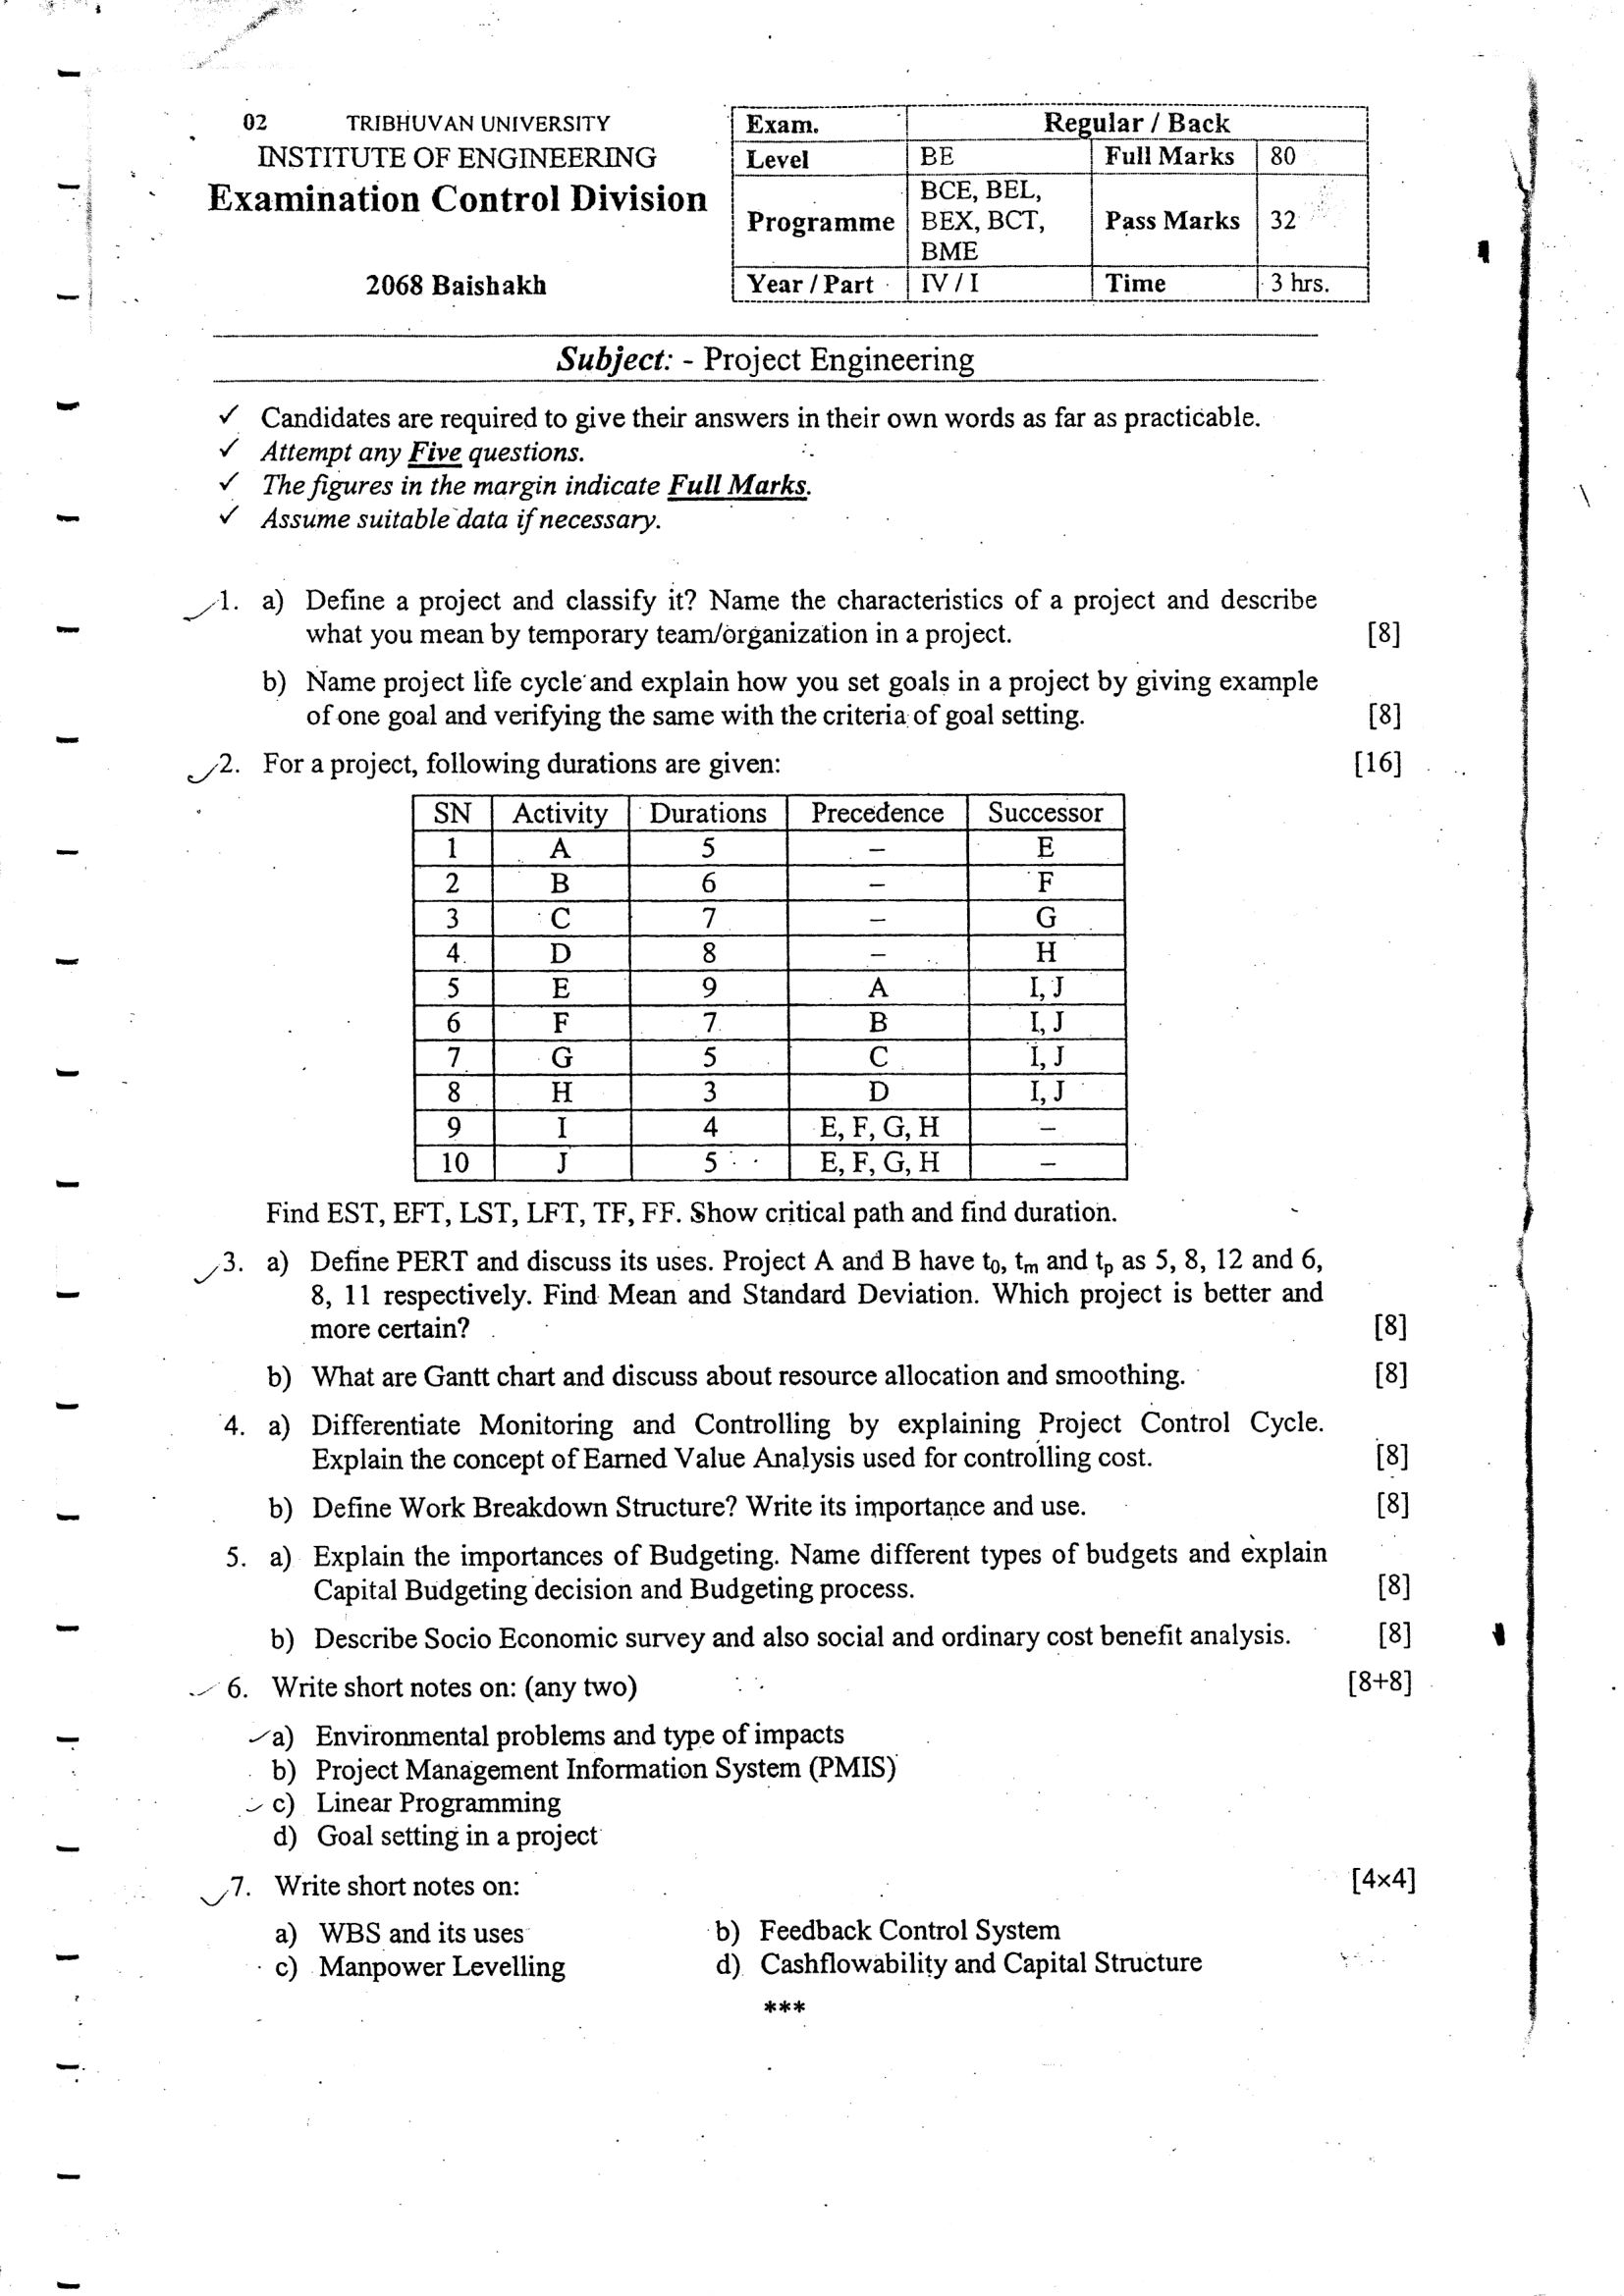 02 TRIBHUVAN UNIVERSITY
INSTITUTE OF ENGINEERING
Examination Control Division
2068 Baishakh
Exam. Regular / Back
Level BE Full Marks 80
Programme BCE, BEL, BEX, BCT, BME Pass Marks 32
Year / Part IV / I Time 3 hrs.
Subject: - Project Engineering
✓ Candidates are required to give their answers in their own words as far as practicable.
✓ Attempt any Five questions.
✓ The figures in the margin indicate Full Marks.
✓ Assume suitable data if necessary.
1. a) Define a project and classify it? Name the characteristics of a project and describe
what you mean by temporary team/organization in a project. [8]
b) Name project life cycle and explain how you set goals in a project by giving example
of one goal and verifying the same with the criteria of goal setting. [8]
2. For a project, following durations are given: [16]
SN Activity Durations Precedence Successor
1 A 5 – E
2 B 6 – F
3 C 7 – G
4 D 8 – H
5 E 9 A I, J
6 F 7 B I, J
7 G 5 C I, J
8 H 3 D I, J
9 I 4 E, F, G, H –
10 J 5 E, F, G, H –
Find EST, EFT, LST, LFT, TF, FF. Show critical path and find duration.
3. a) Define PERT and discuss its uses. Project A and B have t0, tm and tp as 5, 8, 12 and 6,
8, 11 respectively. Find Mean and Standard Deviation. Which project is better and
more certain? [8]
b) What are Gantt chart and discuss about resource allocation and smoothing. [8]
4. a) Differentiate Monitoring and Controlling by explaining Project Control Cycle.
Explain the concept of Earned Value Analysis used for controlling cost. [8]
b) Define Work Breakdown Structure? Write its importance and use. [8]
5. a) Explain the importances of Budgeting. Name different types of budgets and explain
Capital Budgeting decision and Budgeting process. [8]
b) Describe Socio Economic survey and also social and ordinary cost benefit analysis. [8]
6. Write short notes on: (any two) [8+8]
a) Environmental problems and type of impacts
b) Project Management Information System (PMIS)
c) Linear Programming
d) Goal setting in a project
7. Write short notes on: [4×4]
a) WBS and its uses b) Feedback Control System
c) Manpower Levelling d) Cashflowability and Capital Structure
***